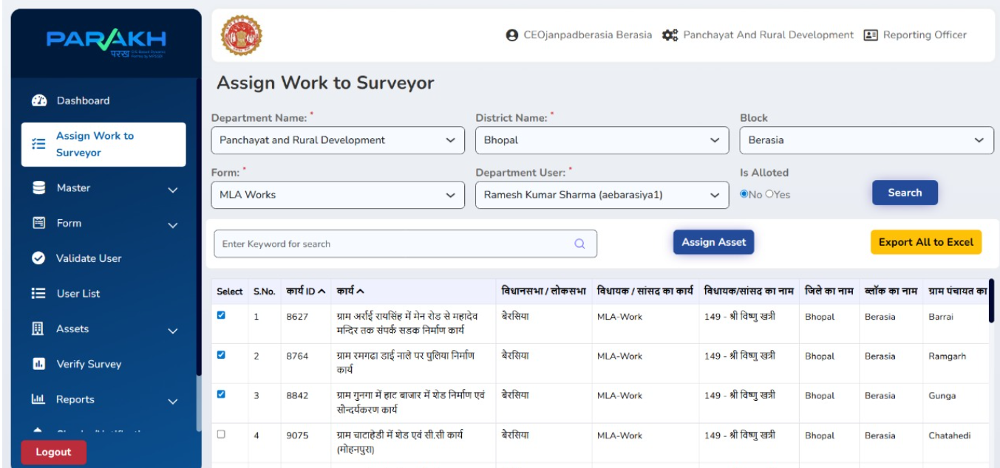 PARAKH
परख
CEOjanpadberasia Berasia Panchayat And Rural Development Reporting Officer
Dashboard
Assign Work to
Surveyor
Master
Form
Validate User
User List
Assets
Verify Survey
Reports
Logout
Assign Work to Surveyor
Department Name: * District Name: * Block
Panchayat and Rural Development Bhopal Berasia
Form: * Department User: * Is Alloted
MLA Works Ramesh Kumar Sharma (aebarasiya1) No Yes Search
Enter Keyword for search Assign Asset Export All to Excel
Select S.No. कार्य ID कार्य विधानसभा / लोकसभा विधायक / सांसद का कार्य विधायक/सांसद का नाम जिले का नाम ब्लॉक का नाम ग्राम पंचायत का
1 8627 ग्राम अर्राई रायसिंह में मेन रोड से महादेव बैरसिया MLA-Work 149 - श्री विष्णु खत्री Bhopal Berasia Barrai
मन्दिर तक संपर्क सडक निर्माण कार्य
2 8764 ग्राम रमगढा डाई नाले पर पुलिया निर्माण बैरसिया MLA-Work 149 - श्री विष्णु खत्री Bhopal Berasia Ramgarh
कार्य
3 8842 ग्राम गुनगा में हाट बाजार में शेड निर्माण एवं बैरसिया MLA-Work 149 - श्री विष्णु खत्री Bhopal Berasia Gunga
सौन्दर्यकरण कार्य
4 9075 ग्राम चाटाहेडी में शेड एवं सी.सी कार्य बैरसिया MLA-Work 149 - श्री विष्णु खत्री Bhopal Berasia Chatahedi
(मोहनपुरा)